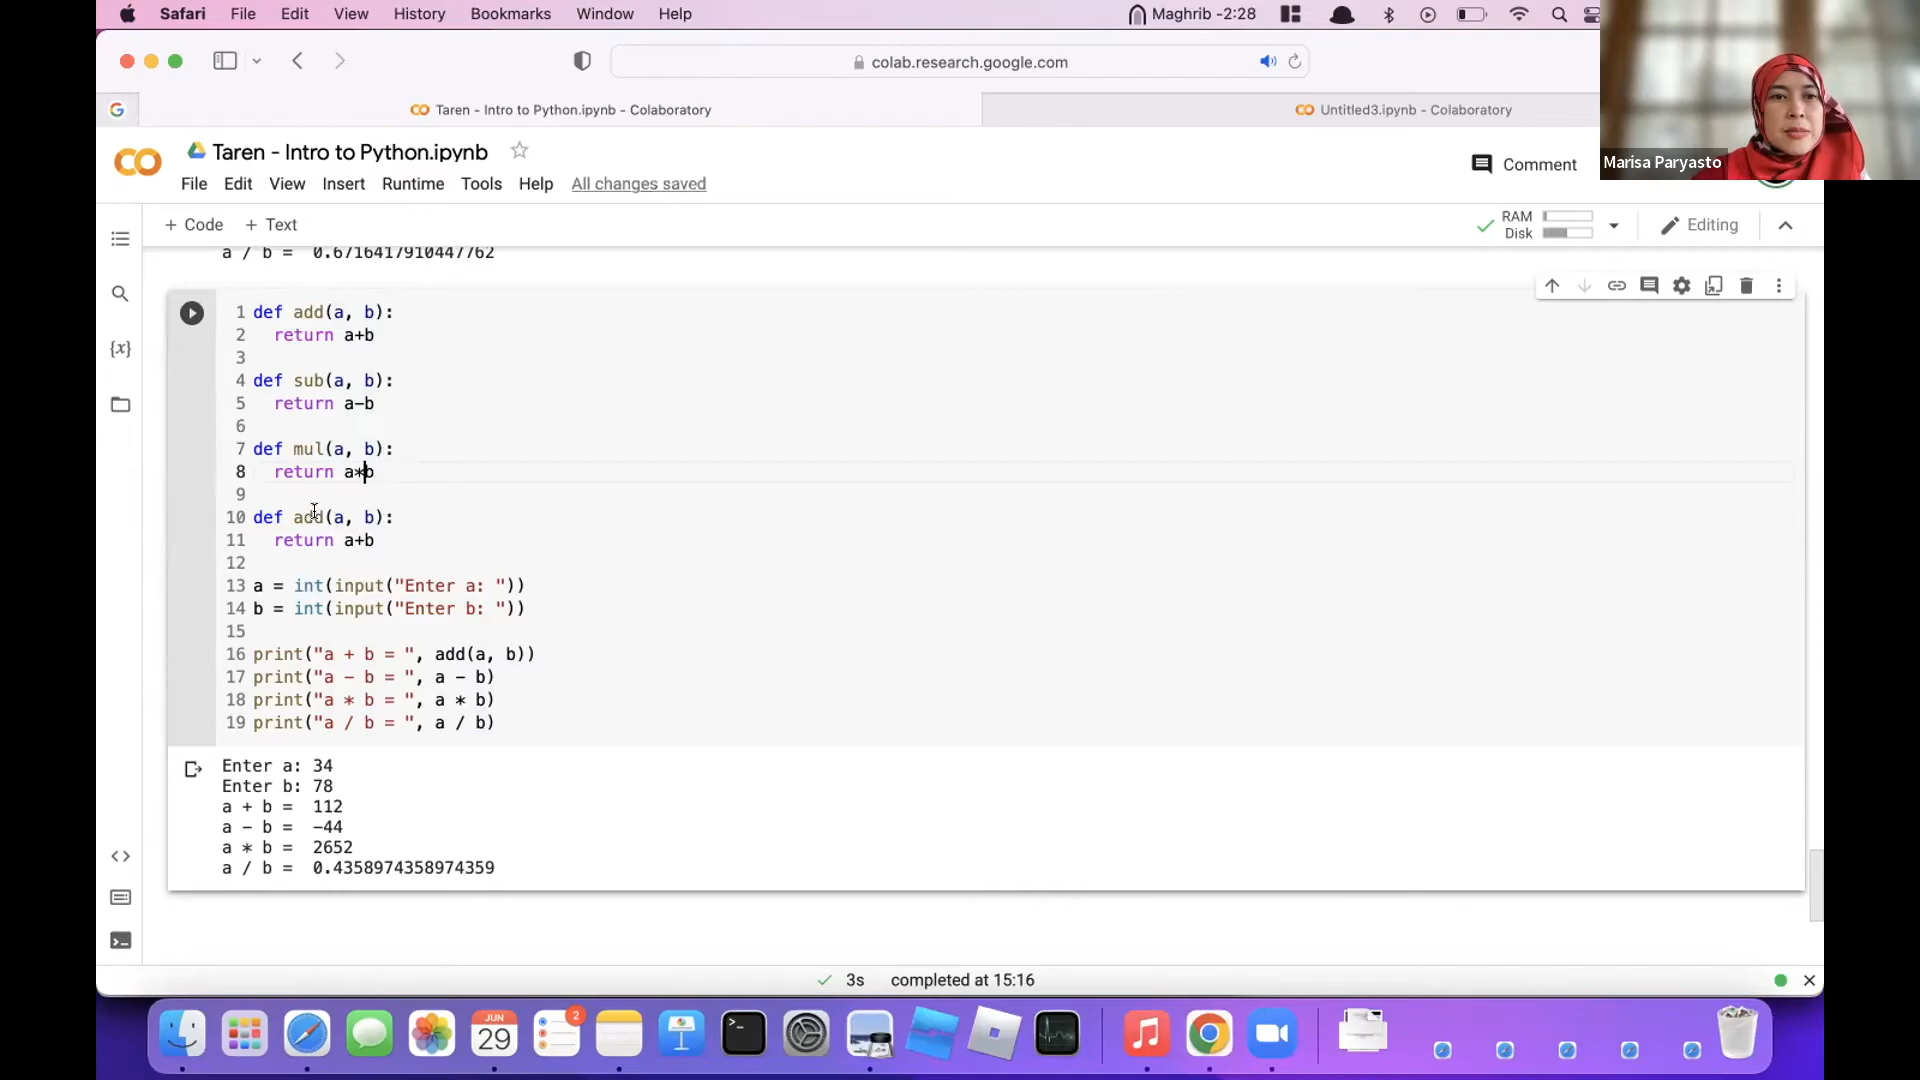 Safari File Edit View History Bookmarks Window Help Maghrib -2:28
colab.research.google.com
Taren - Intro to Python.ipynb - Colaboratory
Untitled3.ipynb - Colaboratory
Marisa Paryasto
CO
Taren - Intro to Python.ipynb
Comment
File Edit View Insert Runtime Tools Help All changes saved
+ Code + Text
RAM
Disk
Editing
a / b =  0.6716417910447762
{x}
1 def add(a, b):
2   return a+b
3
4 def sub(a, b):
5   return a-b
6
7 def mul(a, b):
8   return a*b
9
10 def add(a, b):
11   return a+b
12
13 a = int(input("Enter a: "))
14 b = int(input("Enter b: "))
15
16 print("a + b = ", add(a, b))
17 print("a - b = ", a - b)
18 print("a * b = ", a * b)
19 print("a / b = ", a / b)
Enter a: 34
Enter b: 78
a + b =  112
a - b =  -44
a * b =  2652
a / b =  0.4358974358974359
3s completed at 15:16
JUN
29
2